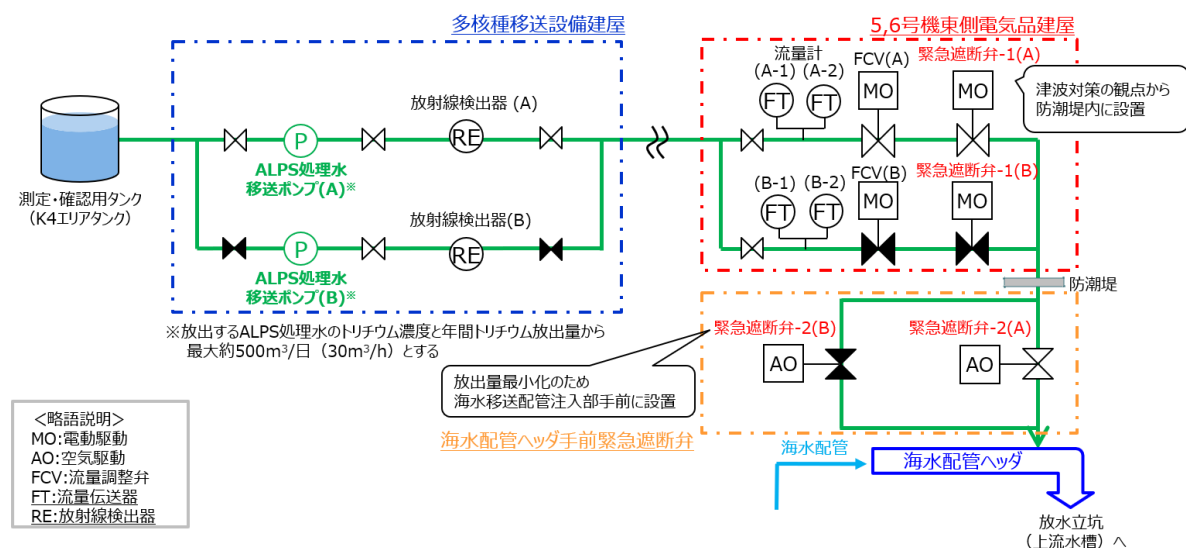 多核種移送設備建屋
5,6号機東側電気品建屋
流量計
(A-1) (A-2)
FCV(A)
緊急遮断弁-1(A)
FT
FT
MO
MO
津波対策の観点から
防潮堤内に設置
放射線検出器 (A)
P
RE
ALPS処理水
移送ポンプ(A)※
測定・確認用タンク
(K4エリアタンク)
(B-1) (B-2)
FCV(B)
緊急遮断弁-1(B)
FT
FT
MO
MO
放射線検出器(B)
P
RE
ALPS処理水
移送ポンプ(B)※
防潮堤
※放出するALPS処理水のトリチウム濃度と年間トリチウム放出量から
最大約500m³/日(30m³/h)とする
緊急遮断弁-2(B)
緊急遮断弁-2(A)
AO
AO
放出量最小化のため
海水移送配管注入部手前に設置
海水配管ヘッダ手前緊急遮断弁
<略語説明>
MO:電動駆動
AO:空気駆動
FCV:流量調整弁
FT:流量伝送器
RE:放射線検出器
海水配管
海水配管ヘッダ
放水立坑
(上流水槽)へ